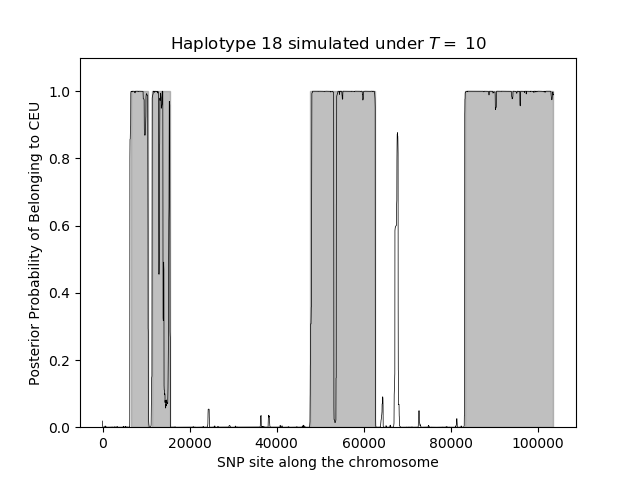 Haplotype 18 simulated under T = 10
Posterior Probability of Belonging to CEU
1.0
0.8
0.6
0.4
0.2
0.0
0 20000 40000 60000 80000 100000
SNP site along the chromosome